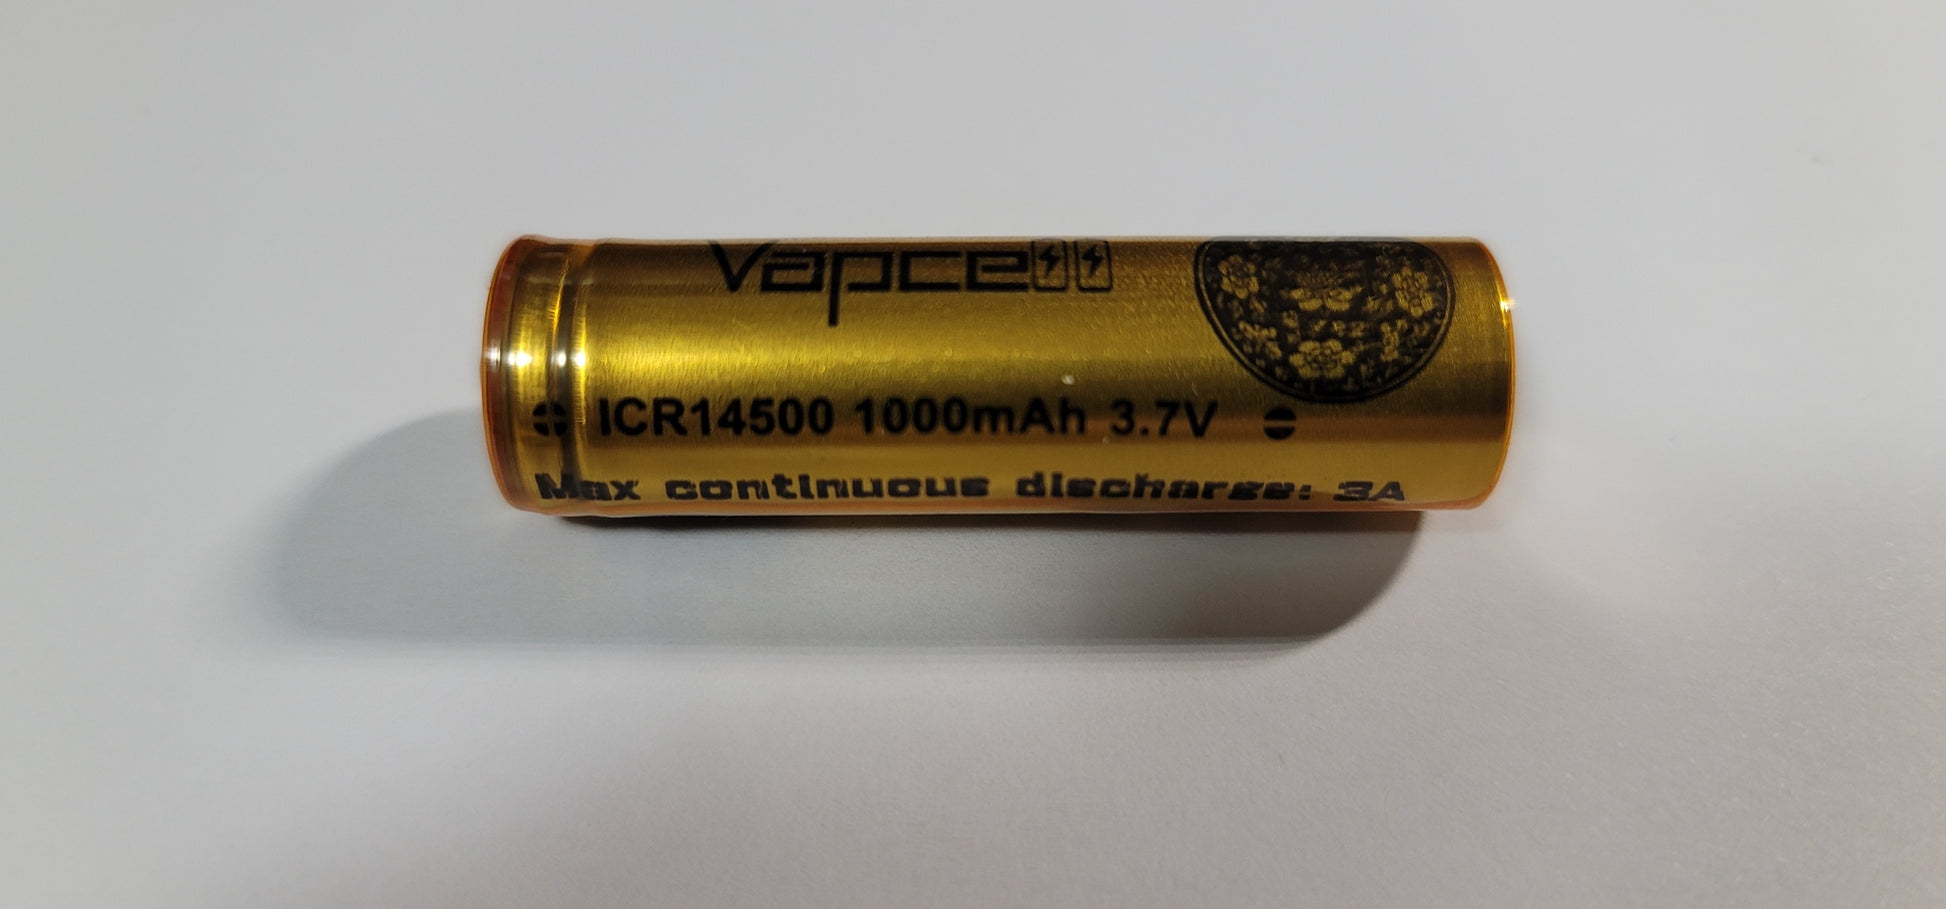 Vapcell
ICR14500 1000mAh 3.7V
Max continuous discharge: 3A